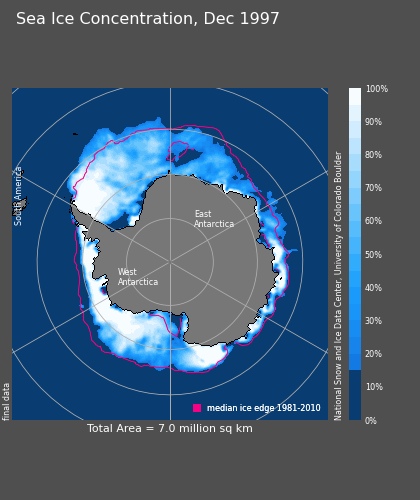 Sea Ice Concentration, Dec 1997
South America
East
Antarctica
West
Antarctica
final data
median ice edge 1981-2010
Total Area = 7.0 million sq km
National Snow and Ice Data Center, University of Colorado Boulder
100%
90%
80%
70%
60%
50%
40%
30%
20%
10%
0%